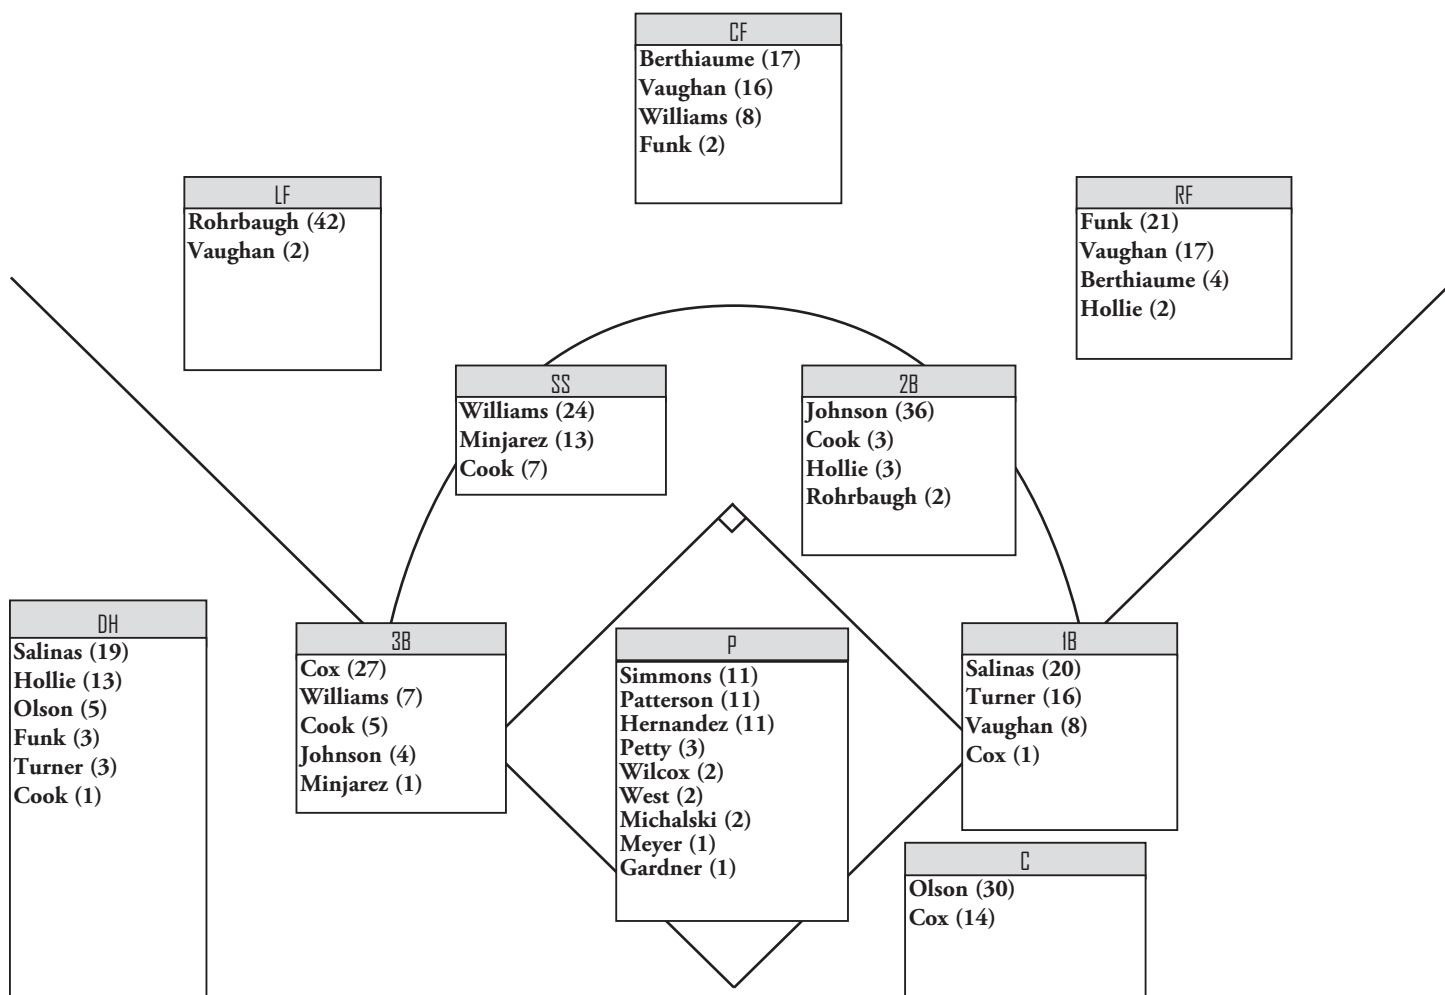 CF
Berthiaume (17)
Vaughan (16)
Williams (8)
Funk (2)
LF
Rohrbaugh (42)
Vaughan (2)
RF
Funk (21)
Vaughan (17)
Berthiaume (4)
Hollie (2)
SS
Williams (24)
Minjarez (13)
Cook (7)
2B
Johnson (36)
Cook (3)
Hollie (3)
Rohrbaugh (2)
DH
Salinas (19)
Hollie (13)
Olson (5)
Funk (3)
Turner (3)
Cook (1)
3B
Cox (27)
Williams (7)
Cook (5)
Johnson (4)
Minjarez (1)
P
Simmons (11)
Patterson (11)
Hernandez (11)
Petty (3)
Wilcox (2)
West (2)
Michalski (2)
Meyer (1)
Gardner (1)
1B
Salinas (20)
Turner (16)
Vaughan (8)
Cox (1)
C
Olson (30)
Cox (14)